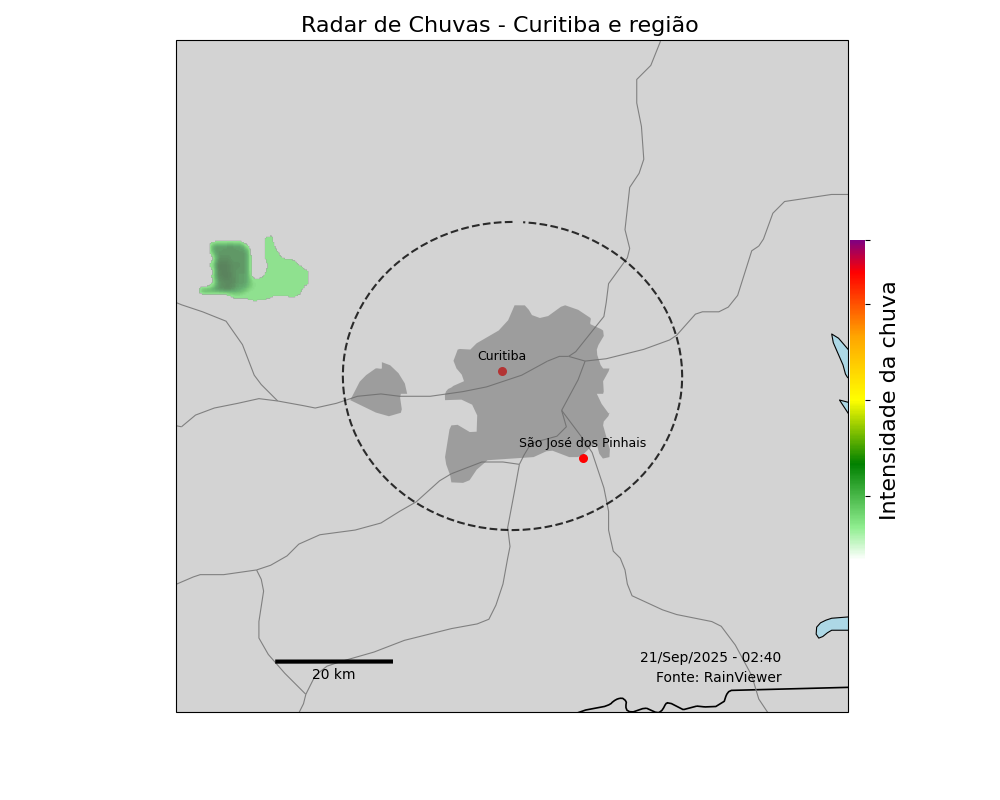 Radar de Chuvas - Curitiba e região
Curitiba
São José dos Pinhais
Intensidade da chuva
21/Sep/2025 - 02:40
Fonte: RainViewer
20 km